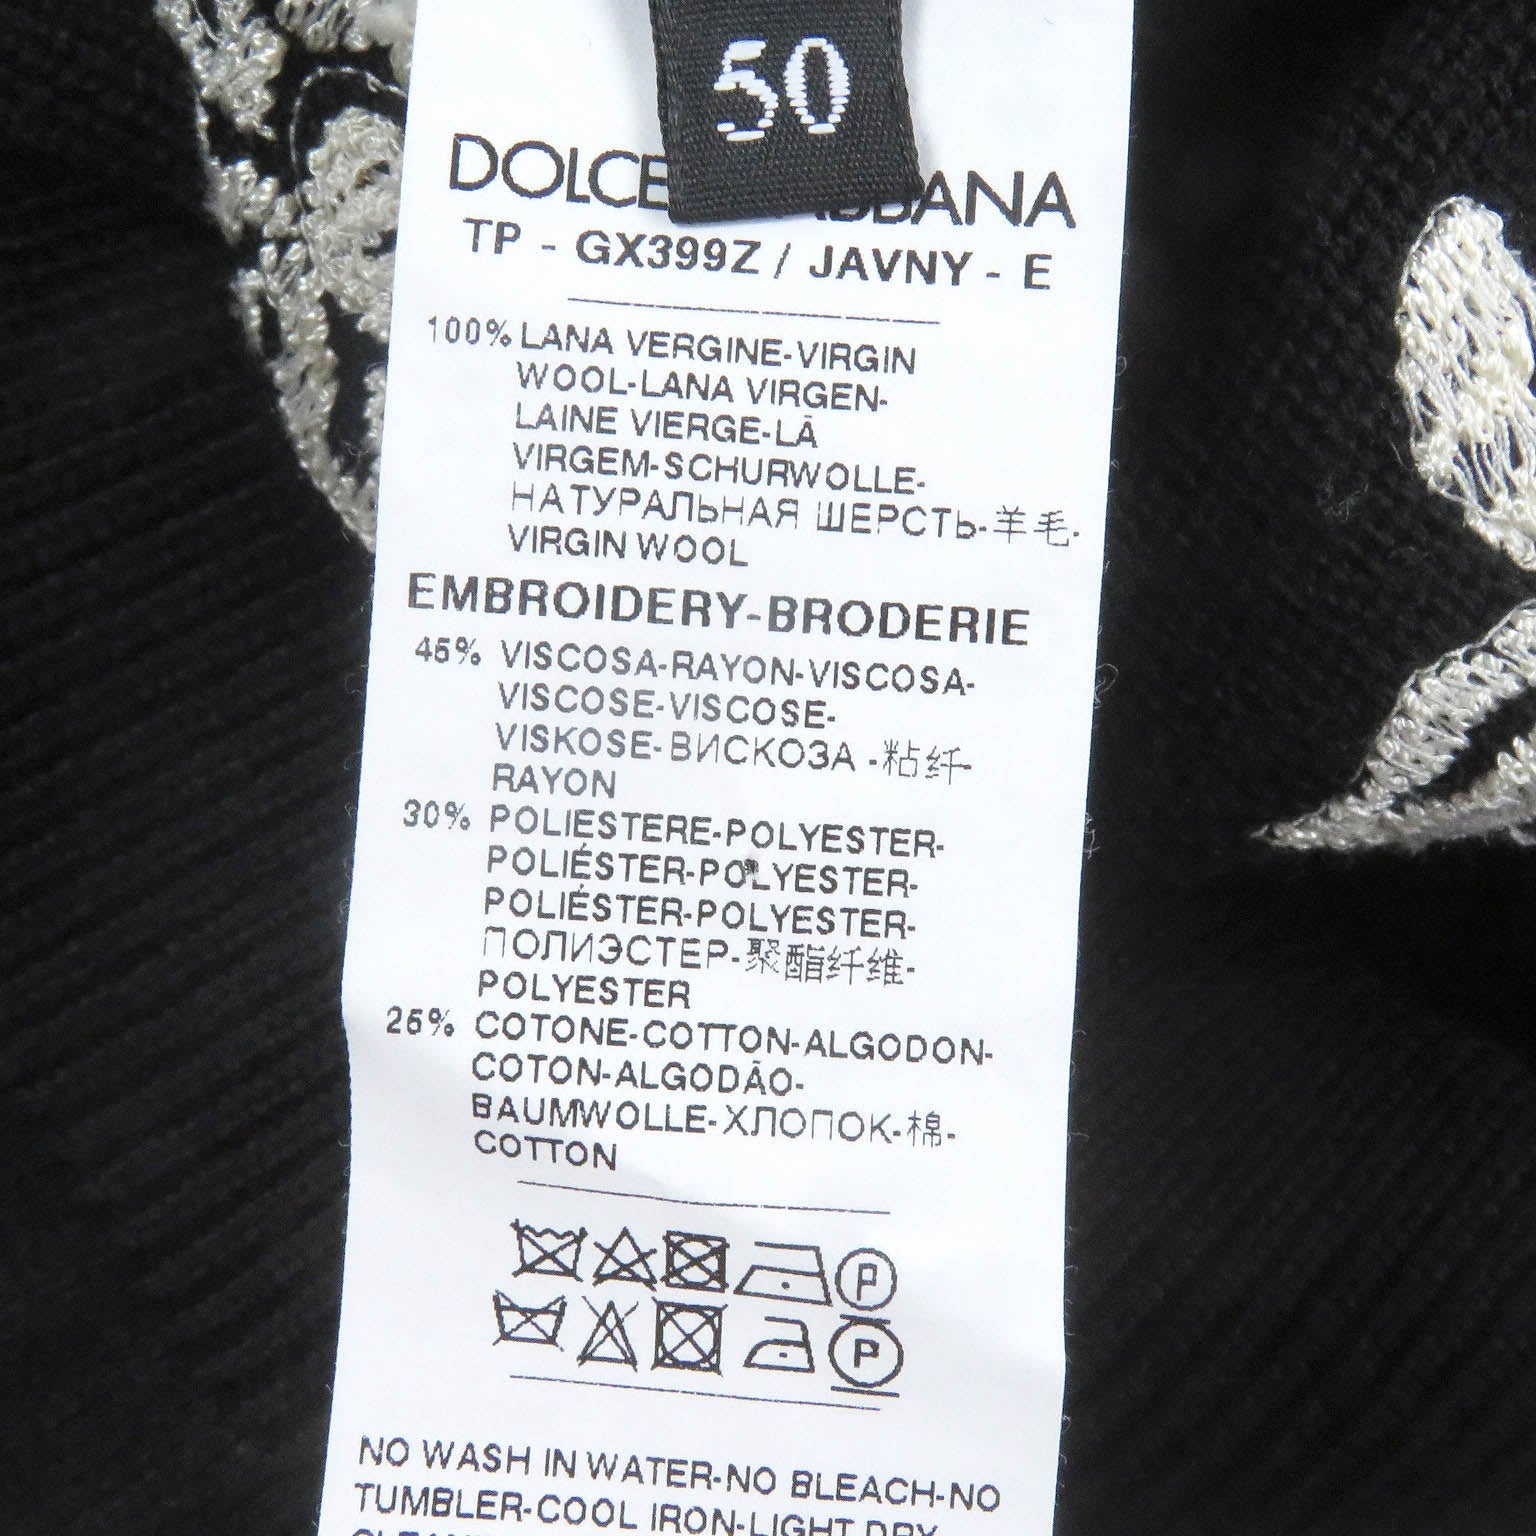 50
DOLCE
TP - GX399Z / JAVNY - E
100% LANA VERGINE-VIRGIN
WOOL-LANA VIRGEN-
LAINE VIERGE-LÃ
VIRGEM-SCHURWOLLE-
НАТУРАЛЬНАЯ ШЕРСТЬ-羊毛-
VIRGIN WOOL
EMBROIDERY-BRODERIE
45% VISCOSA-RAYON-VISCOSA-
VISCOSE-VISCOSE-
VISKOSE-ВИСКОЗА -粘纤-
RAYON
30% POLIESTERE-POLYESTER-
POLIÉSTER-POLYESTER-
POLIÉSTER-POLYESTER-
ПОЛИЭСТЕР-聚酯纤维-
POLYESTER
25% COTONE-COTTON-ALGODON-
COTON-ALGODÃO-
BAUMWOLLE-ХЛОПОК-棉-
COTTON
P
P
NO WASH IN WATER-NO BLEACH-NO
TUMBLER-COOL IRON-LIGHT DRY